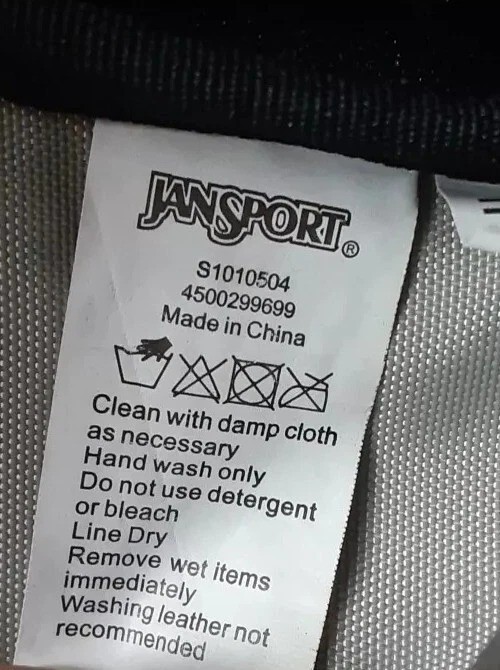 JANSPORT®
S1010504
4500299699
Made in China
Clean with damp cloth
as necessary
Hand wash only
Do not use detergent
or bleach
Line Dry
Remove wet items
immediately
Washing leather not
recommended